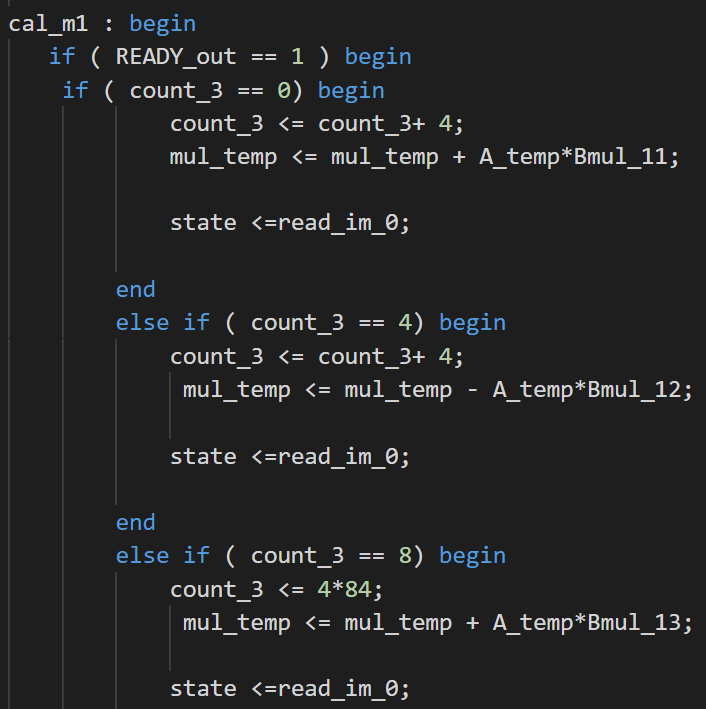 cal_m1 : begin
if ( READY_out == 1 ) begin
if ( count_3 == 0) begin
count_3 <= count_3+ 4;
mul_temp <= mul_temp + A_temp*Bmul_11;
state <=read_im_0;
end
else if ( count_3 == 4) begin
count_3 <= count_3+ 4;
mul_temp <= mul_temp - A_temp*Bmul_12;
state <=read_im_0;
end
else if ( count_3 == 8) begin
count_3 <= 4*84;
mul_temp <= mul_temp + A_temp*Bmul_13;
state <=read_im_0;